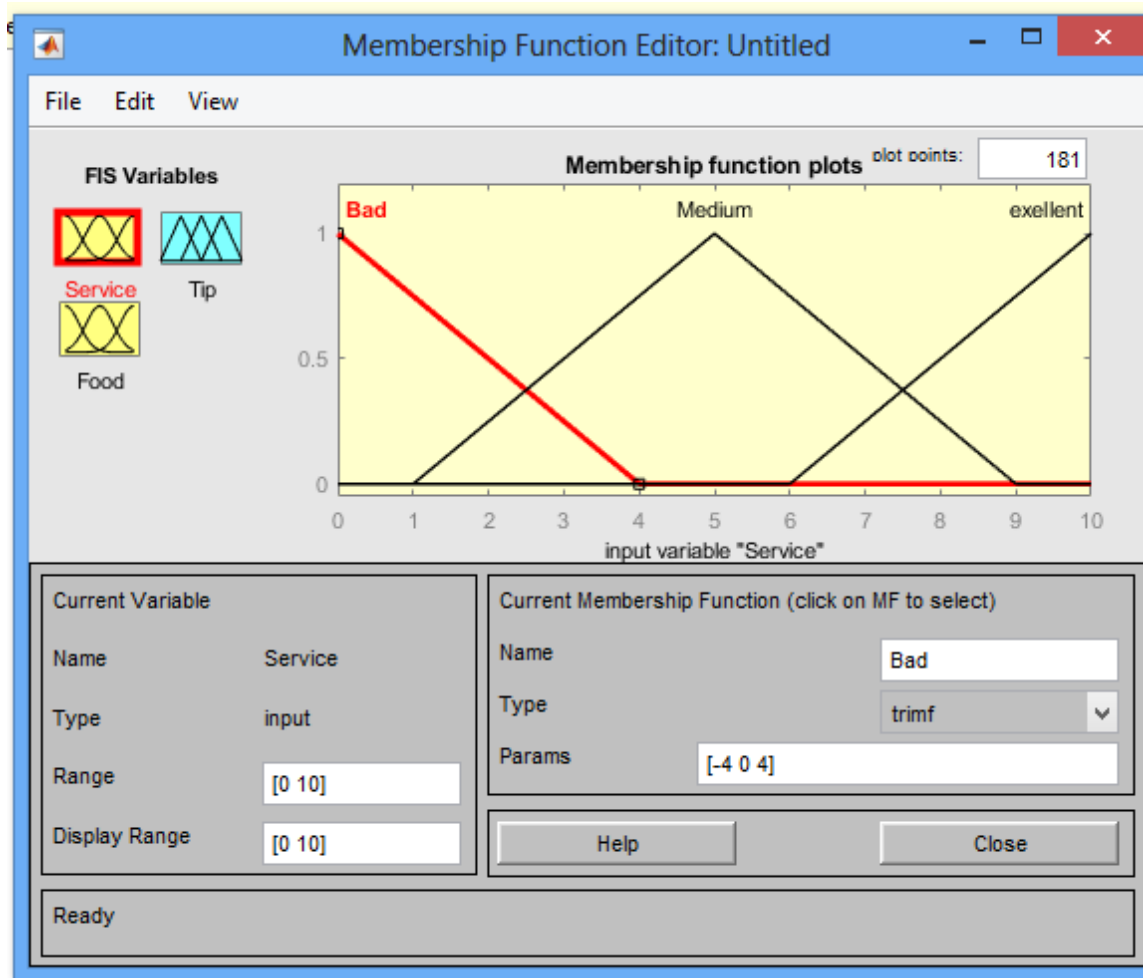 Membership Function Editor: Untitled
File Edit View
FIS Variables
Service
Tip
Food
Membership function plots
plot points:
181
Bad
Medium
exellent
1
0.5
0
0 1 2 3 4 5 6 7 8 9 10
input variable "Service"
Current Variable
Name Service
Type input
Range [0 10]
Display Range [0 10]
Current Membership Function (click on MF to select)
Name Bad
Type trimf
Params [-4 0 4]
Help Close
Ready